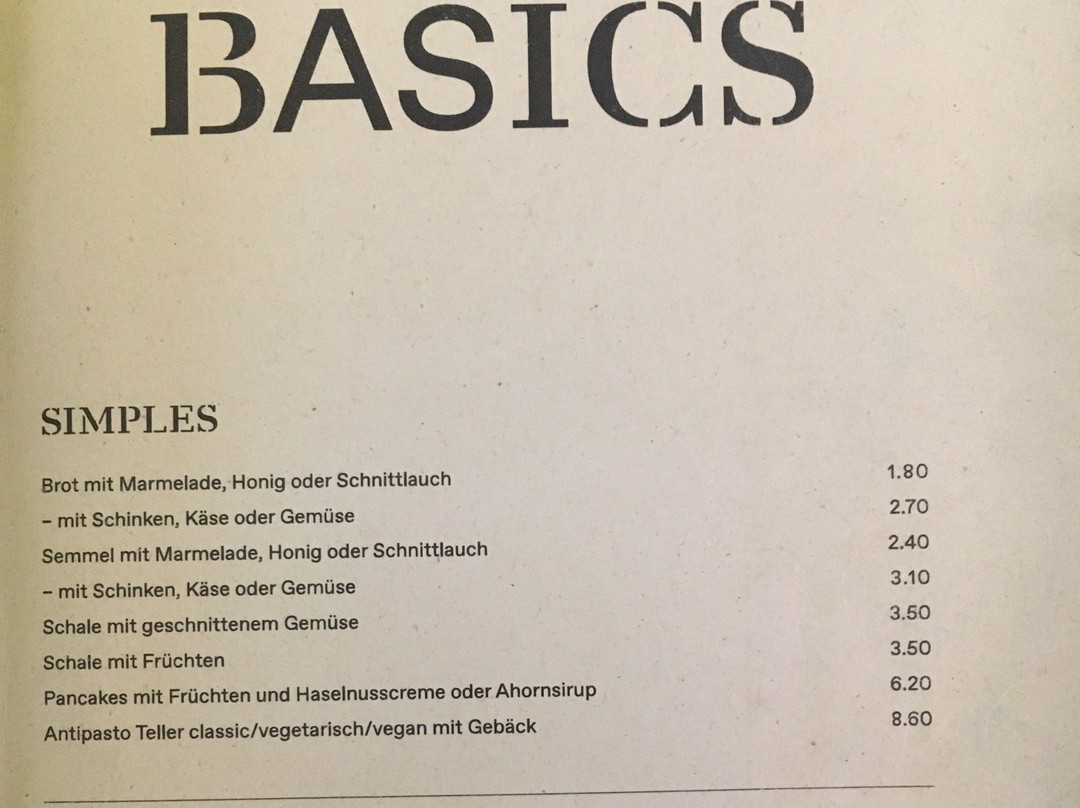 BASICS
SIMPLES
Brot mit Marmelade, Honig oder Schnittlauch 1.80
– mit Schinken, Käse oder Gemüse 2.70
Semmel mit Marmelade, Honig oder Schnittlauch 2.40
– mit Schinken, Käse oder Gemüse 3.10
Schale mit geschnittenem Gemüse 3.50
Schale mit Früchten 3.50
Pancakes mit Früchten und Haselnusscreme oder Ahornsirup 6.20
Antipasto Teller classic/vegetarisch/vegan mit Gebäck 8.60